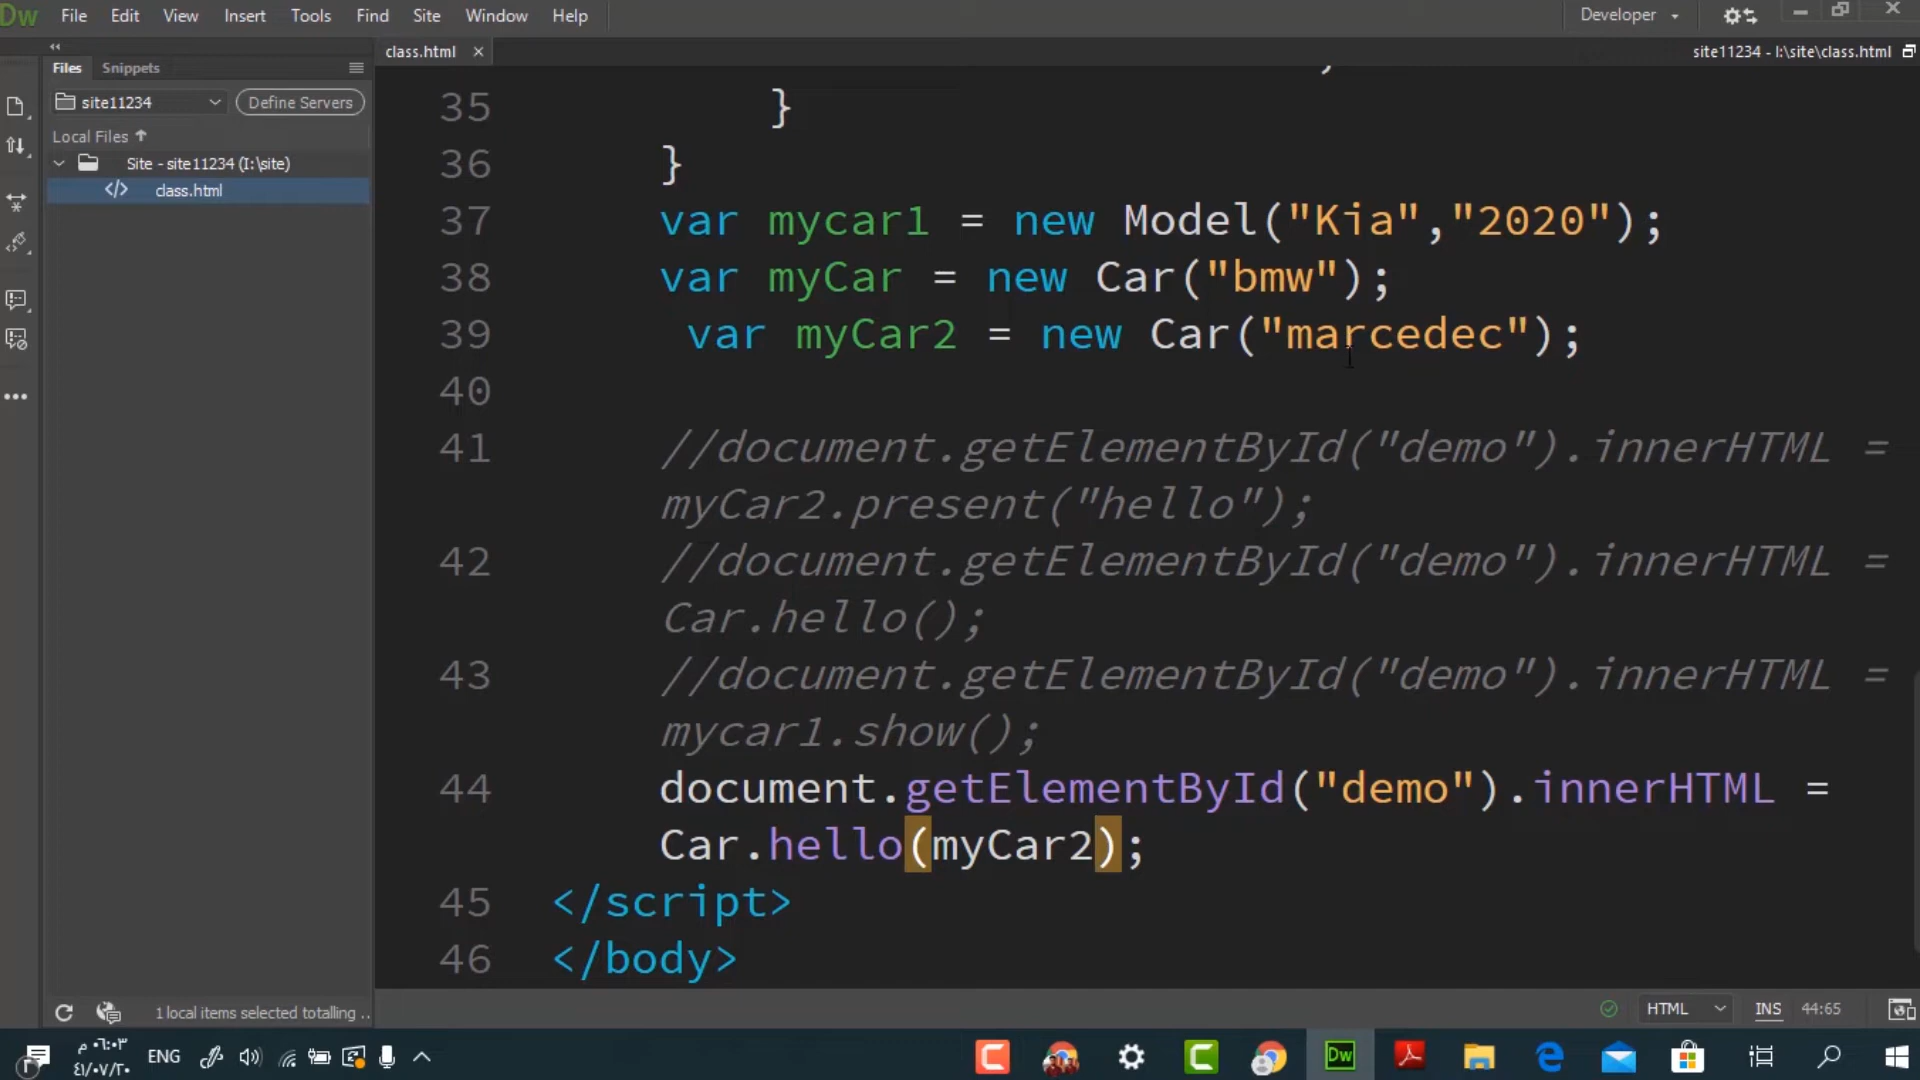 Dw File Edit View Insert Tools Find Site Window Help Developer
class.html site11234 - I:\site\class.html
Files Snippets
site11234 Define Servers
Local Files
Site - site11234 (I:\site)
class.html
35 }
36 }
37 var mycar1 = new Model("Kia","2020");
38 var myCar = new Car("bmw");
39 var myCar2 = new Car("marcedec");
40
41 //document.getElementById("demo").innerHTML =
myCar2.present("hello");
42 //document.getElementById("demo").innerHTML =
Car.hello();
43 //document.getElementById("demo").innerHTML =
mycar1.show();
44 document.getElementById("demo").innerHTML =
Car.hello(myCar2);
45 </script>
46 </body>
1 local items selected totalling ..
HTML INS 44:65
ENG
Dw